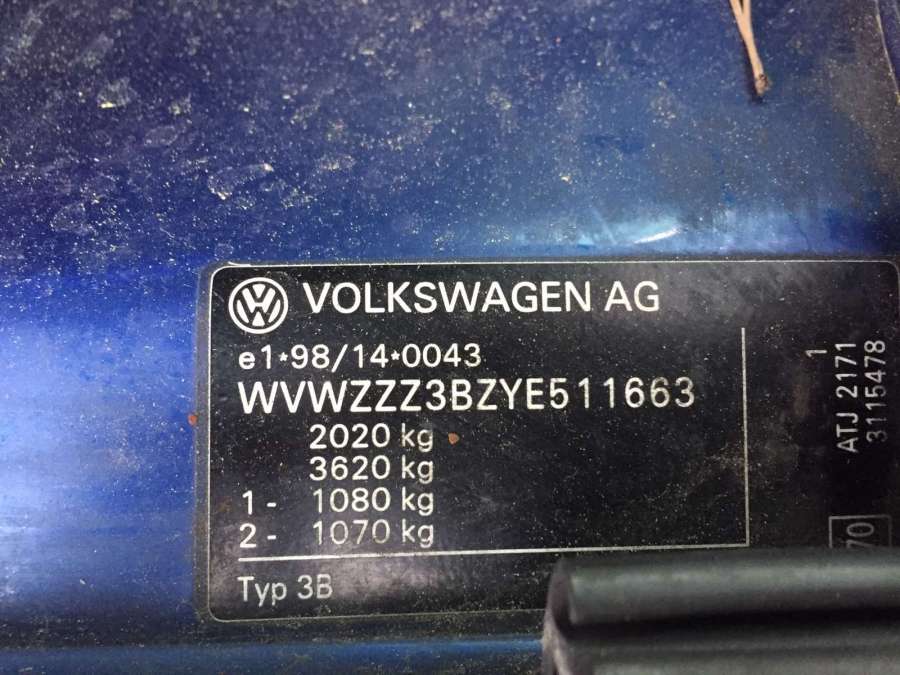 VOLKSWAGEN AG
e1*98/14*0043
WVWZZZ3BZYE511663
2020 kg
3620 kg
1- 1080 kg
2- 1070 kg
Typ 3B
1
ATJ 2171
3115478
70